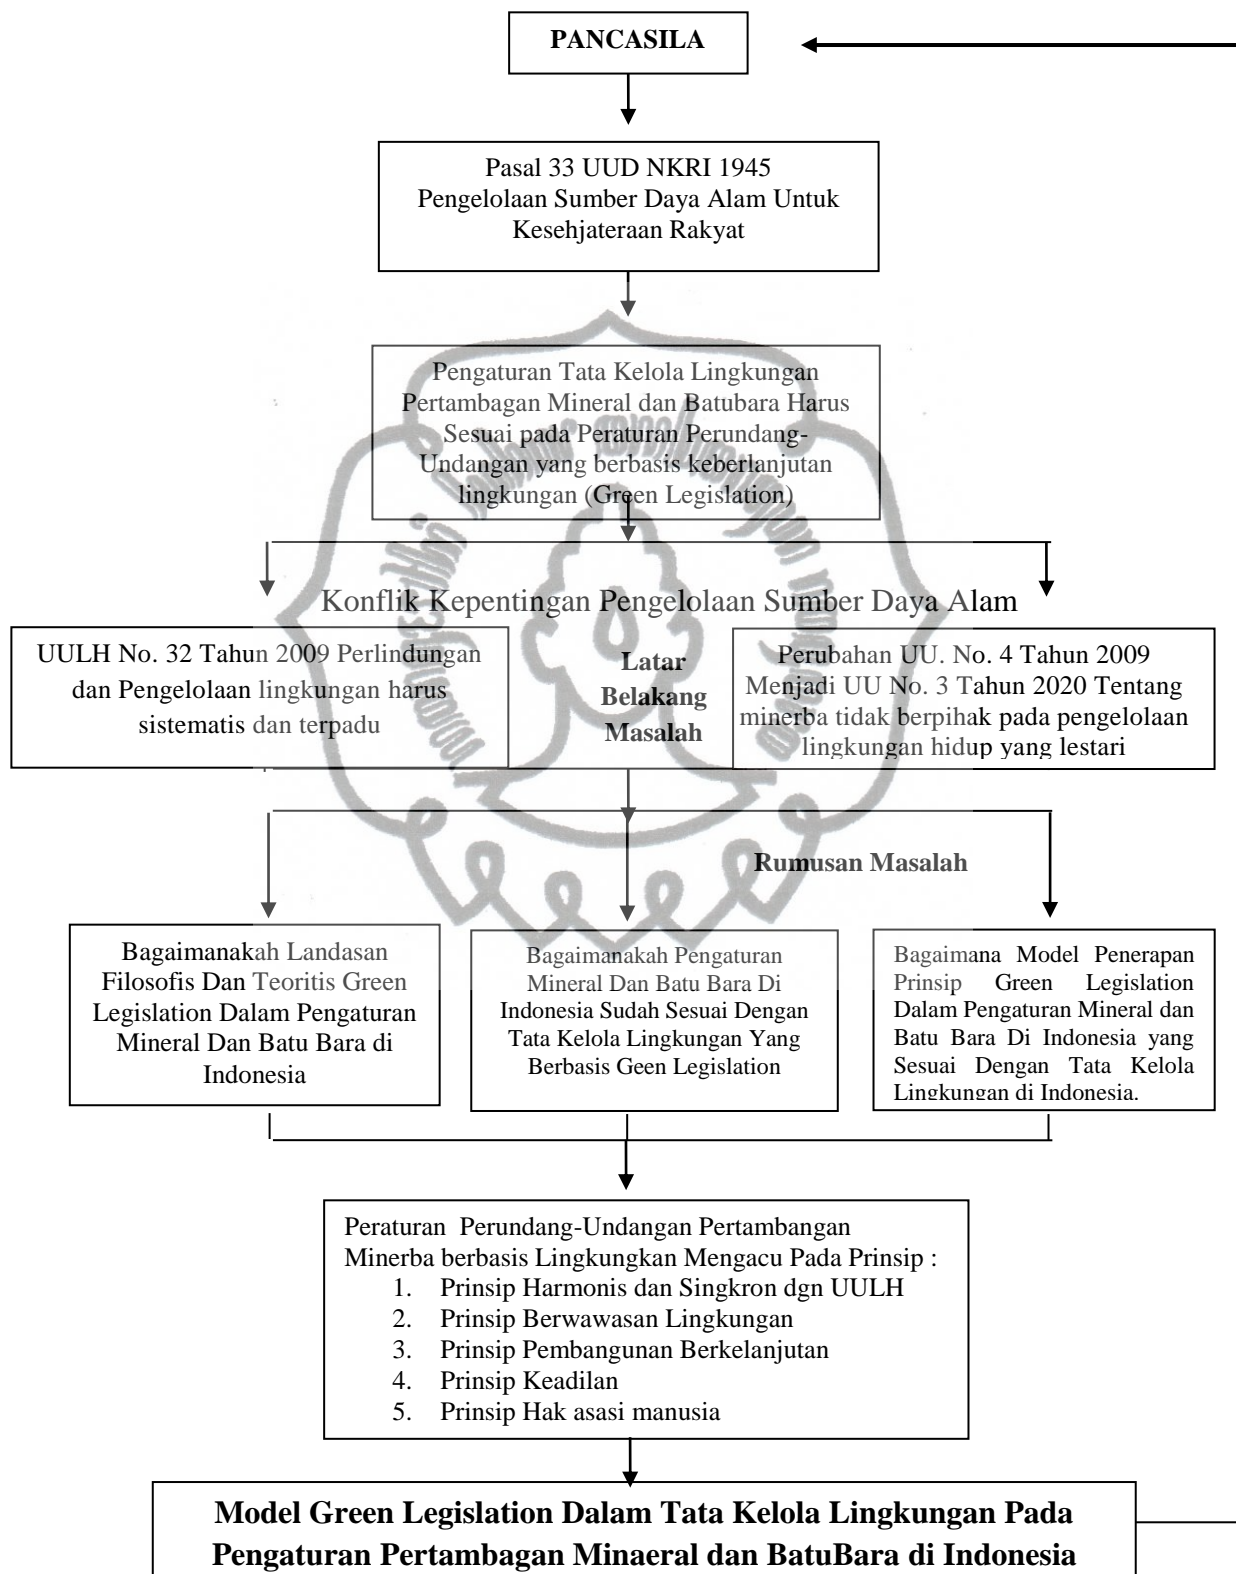 PANCASILA
Pasal 33 UUD NKRI 1945
Pengelolaan Sumber Daya Alam Untuk
Kesehjateraan Rakyat
Pengaturan Tata Kelola Lingkungan
Pertambagan Mineral dan Batubara Harus
Sesuai pada Peraturan Perundang-
Undangan yang berbasis keberlanjutan
lingkungan (Green Legislation)
Konflik Kepentingan Pengelolaan Sumber Daya Alam
UULH No. 32 Tahun 2009 Perlindungan
dan Pengelolaan lingkungan harus
sistematis dan terpadu
Latar
Belakang
Masalah
Perubahan UU. No. 4 Tahun 2009
Menjadi UU No. 3 Tahun 2020 Tentang
minerba tidak berpihak pada pengelolaan
lingkungan hidup yang lestari
Rumusan Masalah
Bagaimanakah Landasan
Filosofis Dan Teoritis Green
Legislation Dalam Pengaturan
Mineral Dan Batu Bara di
Indonesia
Bagaimanakah Pengaturan
Mineral Dan Batu Bara Di
Indonesia Sudah Sesuai Dengan
Tata Kelola Lingkungan Yang
Berbasis Geen Legislation
Bagaimana Model Penerapan
Prinsip Green Legislation
Dalam Pengaturan Mineral dan
Batu Bara Di Indonesia yang
Sesuai Dengan Tata Kelola
Lingkungan di Indonesia.
Peraturan Perundang-Undangan Pertambangan
Minerba berbasis Lingkungkan Mengacu Pada Prinsip :
1. Prinsip Harmonis dan Singkron dgn UULH
2. Prinsip Berwawasan Lingkungan
3. Prinsip Pembangunan Berkelanjutan
4. Prinsip Keadilan
5. Prinsip Hak asasi manusia
Model Green Legislation Dalam Tata Kelola Lingkungan Pada
Pengaturan Pertambagan Minaeral dan BatuBara di Indonesia